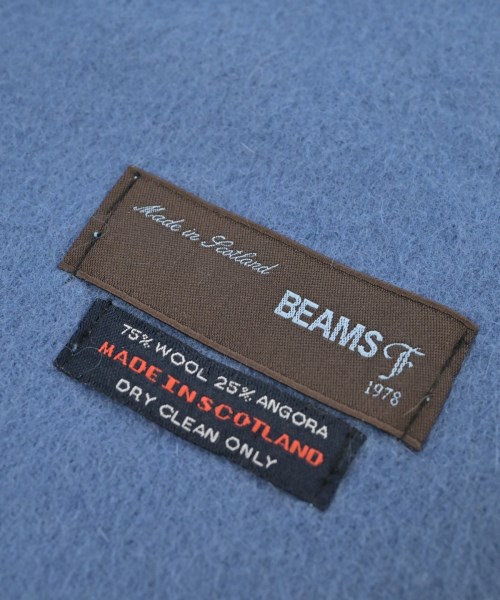 Made in Scotland
BEAMS F
1978
75% WOOL 25% ANGORA
MADE IN SCOTLAND
DRY CLEAN ONLY